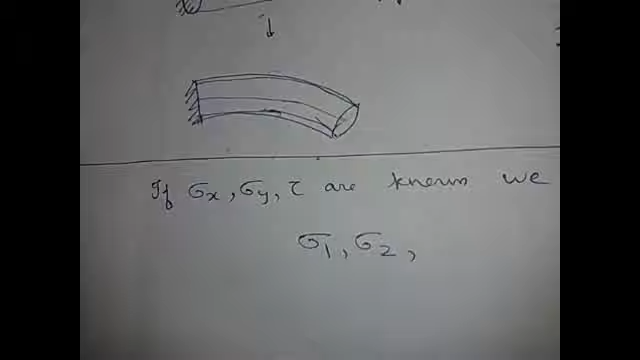 If σx, σy, τ are known we
σ1, σ2,